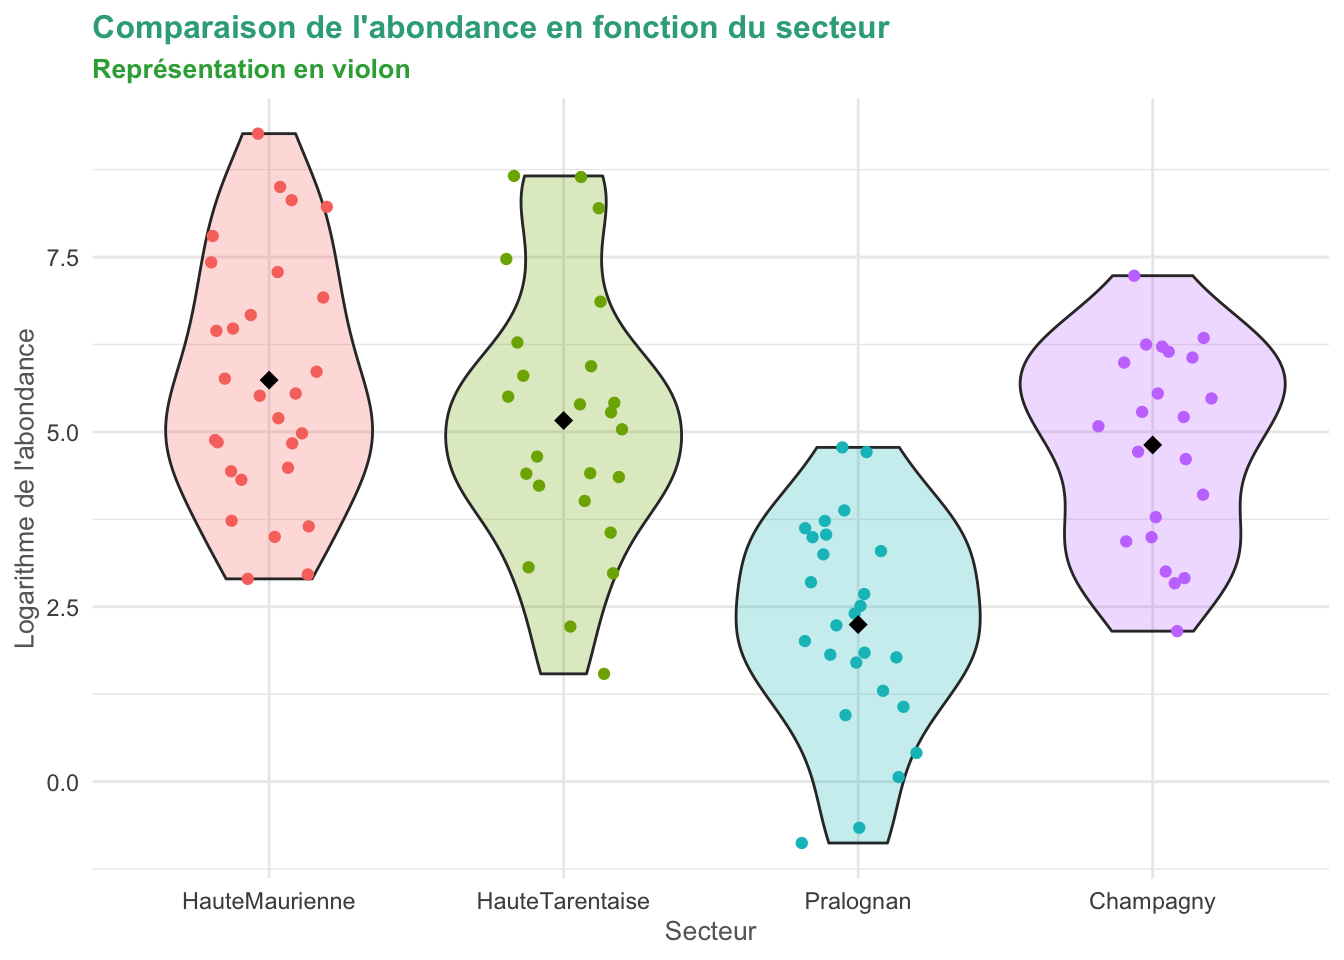 Comparaison de l'abondance en fonction du secteur
Représentation en violon
Logarithme de l'abondance
7.5
5.0
2.5
0.0
HauteMaurienne
HauteTarentaise
Pralognan
Champagny
Secteur